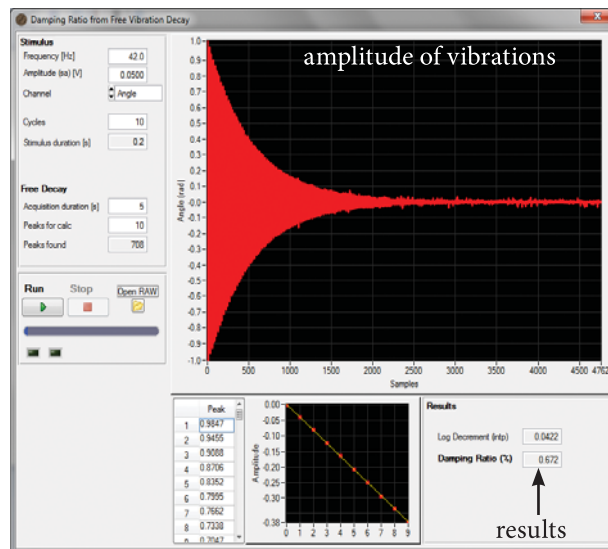 Damping Ratio from Free Vibration Decay
Stimulus
Frequency [Hz] 42.0
Amplitude (sa) [V] 0.0500
Channel Angle
Cycles 10
Stimulus duration [s] 0.2
Free Decay
Acquisition duration [s] 5
Peaks for calc 10
Peaks found 708
Run Stop Open RAW
amplitude of vibrations
Angle (rad)
1.0
0.9
0.8
0.7
0.6
0.5
0.4
0.3
0.2
0.1
-0.0
-0.1
-0.2
-0.3
-0.4
-0.5
-0.6
-0.7
-0.8
-0.9
-1.0
0 500 1000 1500 2000 2500 3000 3500 4000 4500 4762
Samples
Peak
1 0.9847
2 0.9455
3 0.9088
4 0.8706
5 0.8352
6 0.7995
7 0.7662
8 0.7338
9 0.7047
Amplitude
0.00
-0.05
-0.10
-0.15
-0.20
-0.25
-0.30
-0.38
0 1 2 3 4 5 6 7 8 9
Results
Log Decrement (intp) 0.0422
Damping Ratio (%) 0.672
results